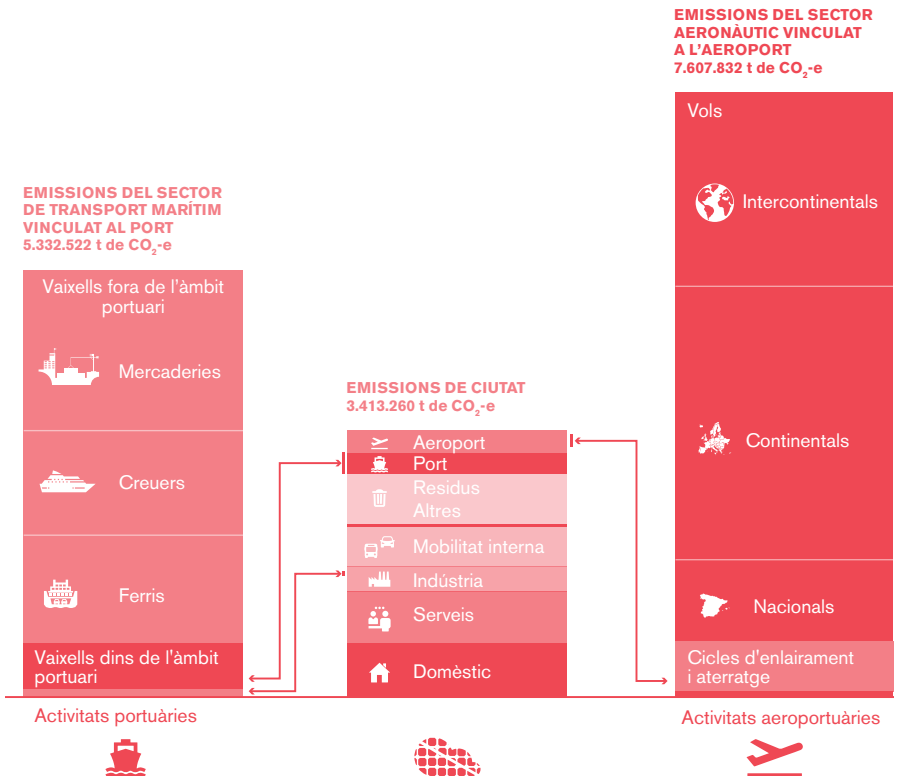 EMISSIONS DEL SECTOR
AERONÀUTIC VINCULAT
A L'AEROPORT
7.607.832 t de CO₂-e
Vols
Intercontinentals
Continentals
Nacionals
Cicles d'enlairament
i aterratge
Activitats aeroportuàries
EMISSIONS DEL SECTOR
DE TRANSPORT MARÍTIM
VINCULAT AL PORT
5.332.522 t de CO₂-e
Vaixells fora de l'àmbit
portuari
Mercaderies
Creuers
Ferris
Vaixells dins de l'àmbit
portuari
Activitats portuàries
EMISSIONS DE CIUTAT
3.413.260 t de CO₂-e
Aeroport
Port
Residus
Altres
Mobilitat interna
Indústria
Serveis
Domèstic